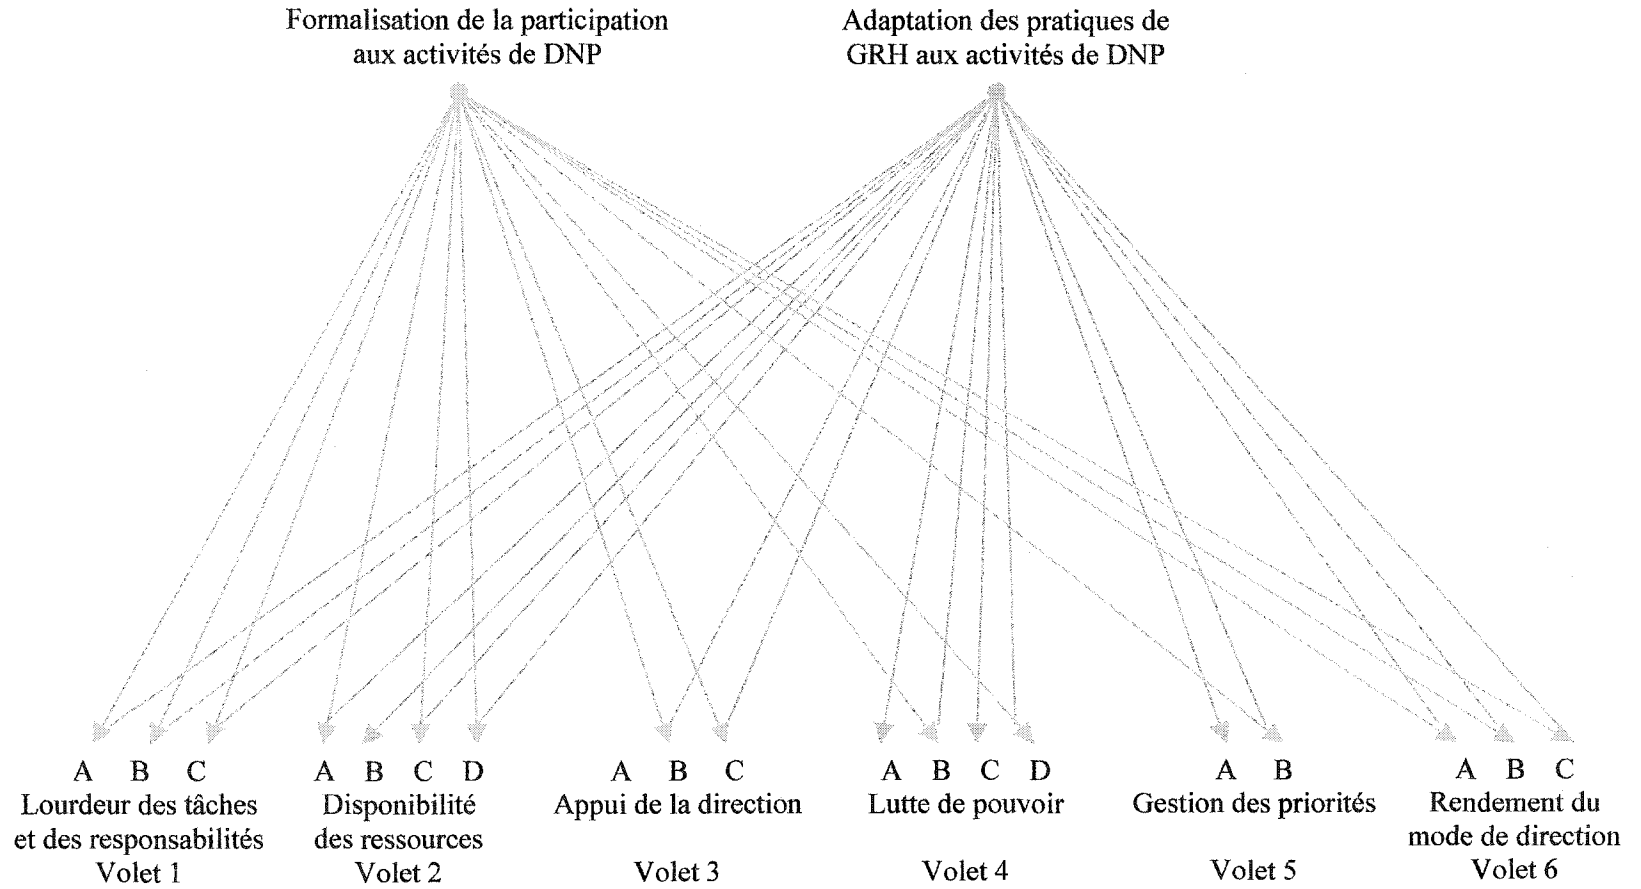 Formalisation de la participation
aux activités de DNP
Adaptation des pratiques de
GRH aux activités de DNP
A B C
Lourdeur des tâches
et des responsabilités
Volet 1
A B C D
Disponibilité
des ressources
Volet 2
A B C
Appui de la direction
Volet 3
A B C D
Lutte de pouvoir
Volet 4
A B
Gestion des priorités
Volet 5
A B C
Rendement du
mode de direction
Volet 6